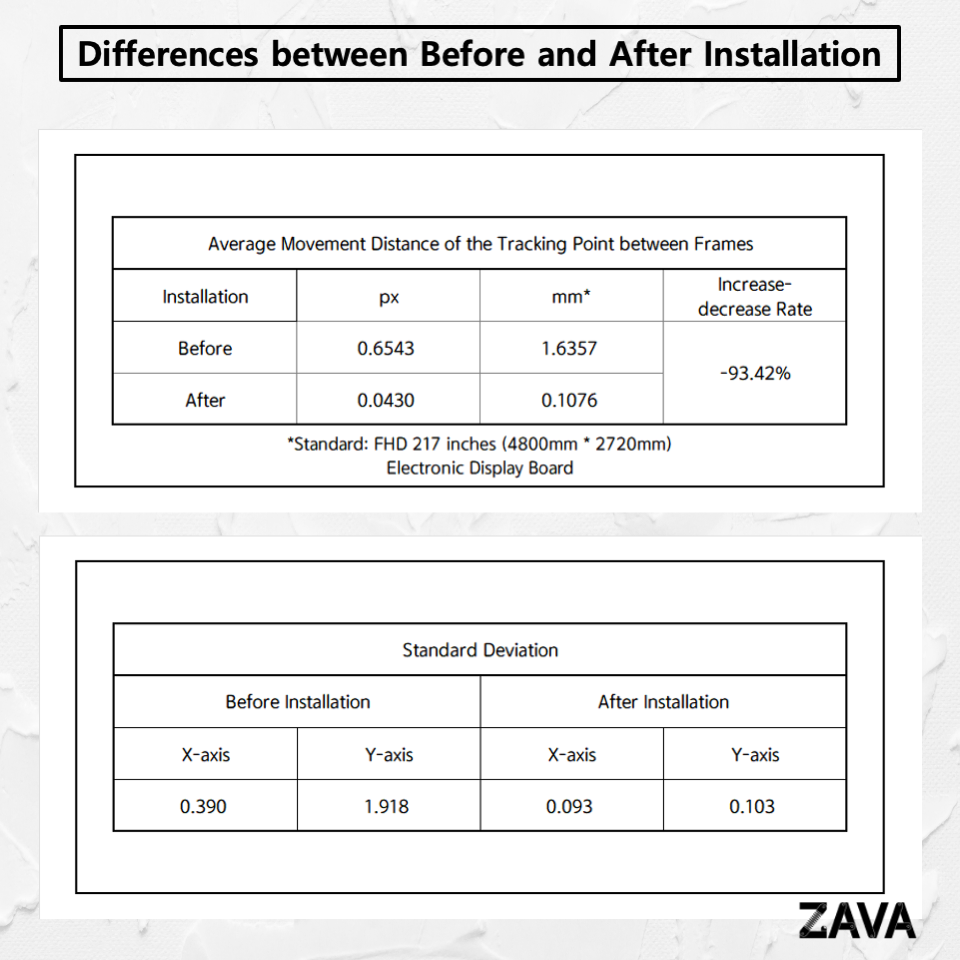 Differences between Before and After Installation
Average Movement Distance of the Tracking Point between Frames
Installation px mm* Increase-
decrease Rate
Before 0.6543 1.6357 -93.42%
After 0.0430 0.1076
*Standard: FHD 217 inches (4800mm * 2720mm)
Electronic Display Board
Standard Deviation
Before Installation After Installation
X-axis Y-axis X-axis Y-axis
0.390 1.918 0.093 0.103
ZAVA